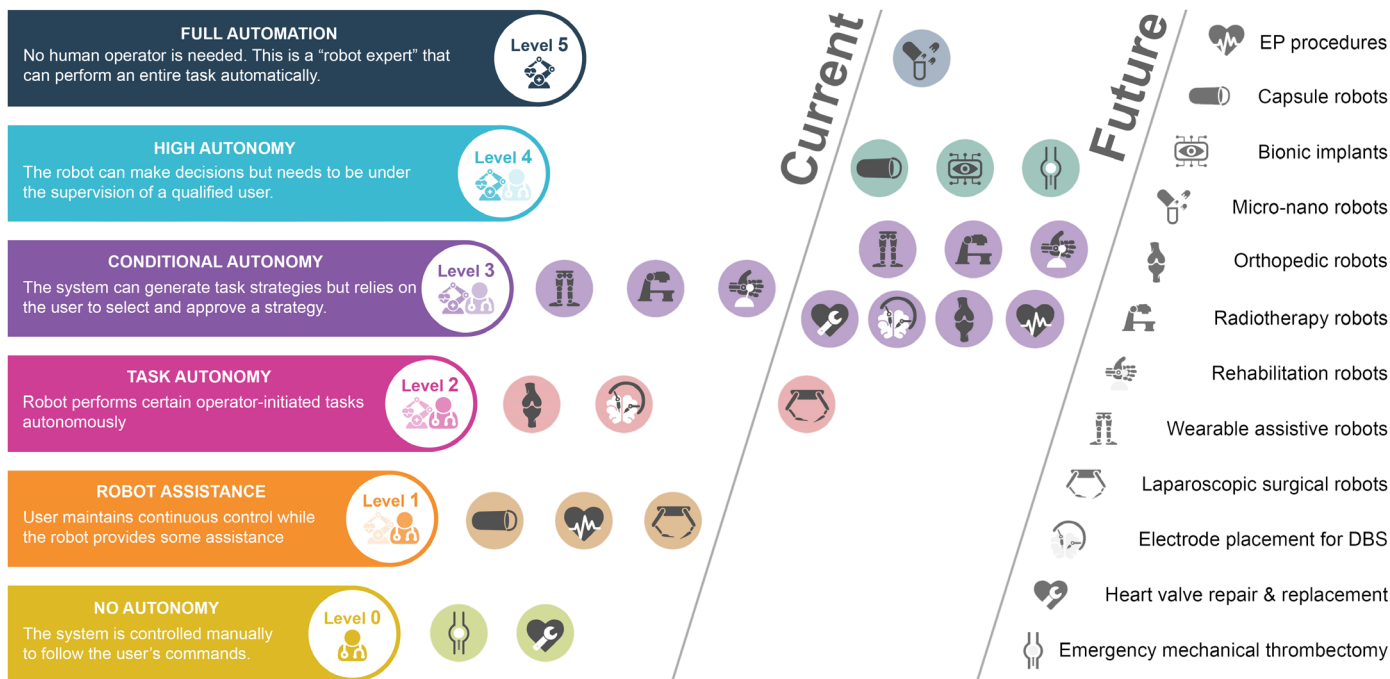 FULL AUTOMATION
No human operator is needed. This is a “robot expert” that
can perform an entire task automatically.
Level 5
HIGH AUTONOMY
The robot can make decisions but needs to be under
the supervision of a qualified user.
Level 4
CONDITIONAL AUTONOMY
The system can generate task strategies but relies on
the user to select and approve a strategy.
Level 3
TASK AUTONOMY
Robot performs certain operator-initiated tasks
autonomously
Level 2
ROBOT ASSISTANCE
User maintains continuous control while
the robot provides some assistance
Level 1
NO AUTONOMY
The system is controlled manually
to follow the user’s commands.
Level 0
Current
Future
EP procedures
Capsule robots
Bionic implants
Micro-nano robots
Orthopedic robots
Radiotherapy robots
Rehabilitation robots
Wearable assistive robots
Laparoscopic surgical robots
Electrode placement for DBS
Heart valve repair & replacement
Emergency mechanical thrombectomy